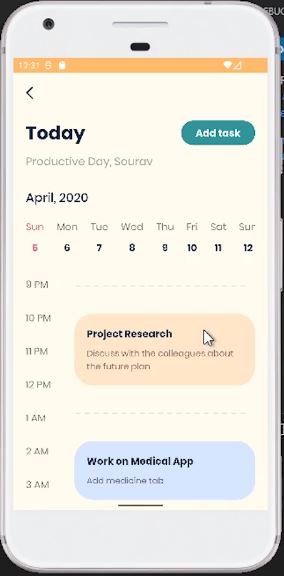 EBUG
12:31
Today
Add task
Productive Day, Sourav
April, 2020
Sun Mon Tue Wed Thu Fri Sat Sun
5 6 7 8 9 10 11 12
9 PM
10 PM
Project Research
Discuss with the colleagues about
the future plan
11 PM
12 PM
1 AM
2 AM
Work on Medical App
Add medicine tab
3 AM